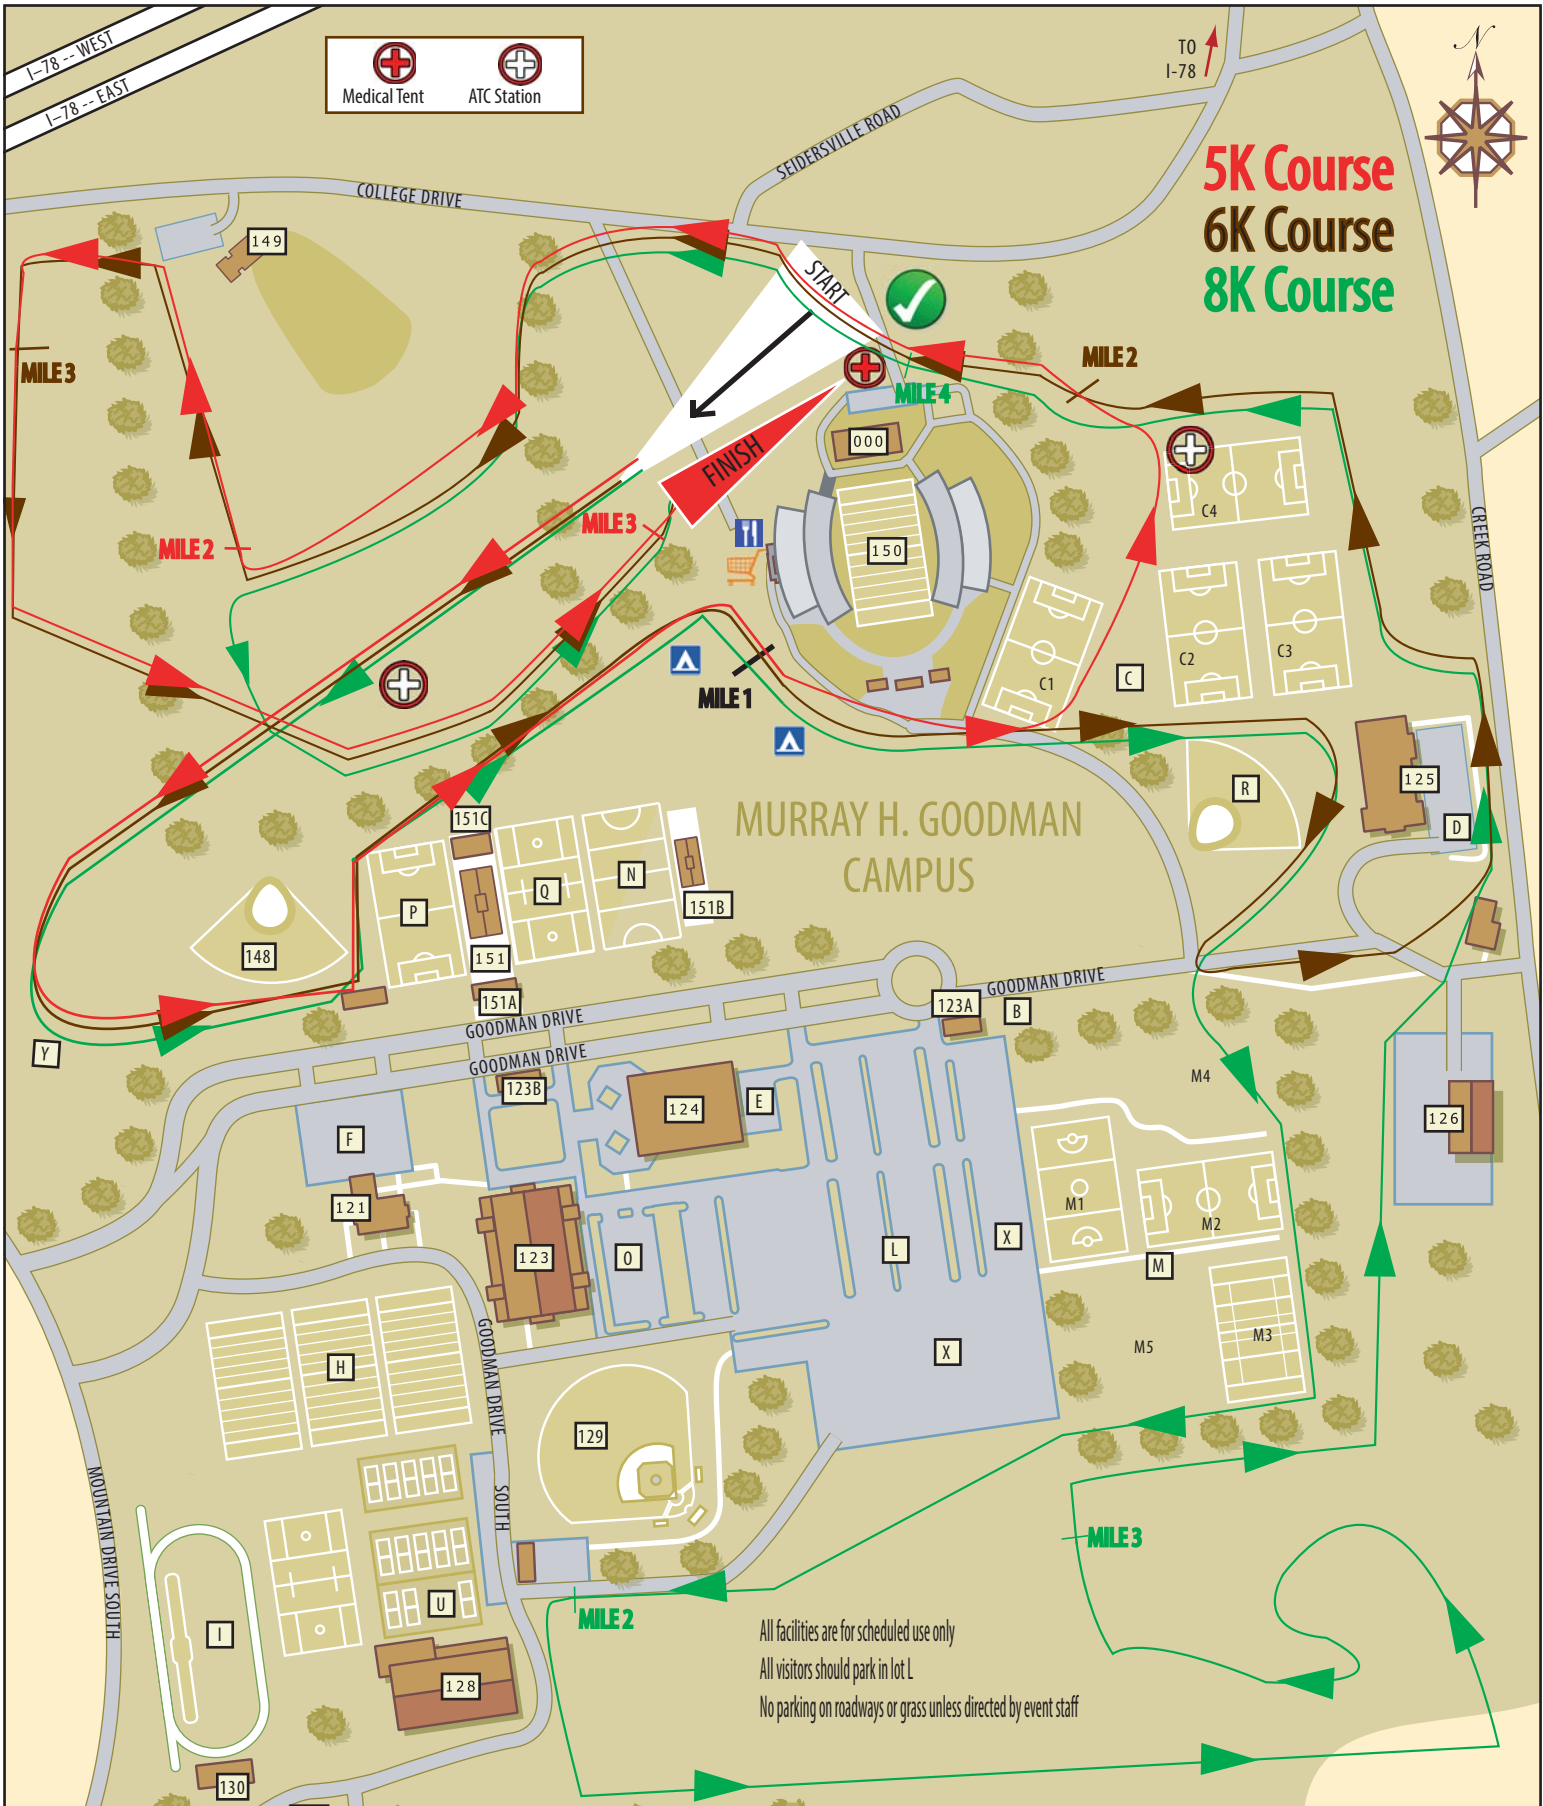 I-78 -- WEST
I-78 -- EAST
Medical Tent
ATC Station
TO
I-78
N
SEIDERSVILLE ROAD
COLLEGE DRIVE
5K Course
6K Course
8K Course
149
START
MILE 3
MILE 2
MILE 4
000
FINISH
C4
MILE 3
MILE 2
150
CREEK ROAD
C2
C3
C
C1
MILE 1
125
R
D
151C
MURRAY H. GOODMAN
CAMPUS
N
Q
P
151B
148
151
151A
GOODMAN DRIVE
123A
B
GOODMAN DRIVE
Y
GOODMAN DRIVE
123B
M4
E
124
126
F
121
M1
M2
X
L
O
123
M
GOODMAN DRIVE
M3
M5
X
H
129
MOUNTAIN DRIVE SOUTH
SOUTH
MILE 3
MILE 2
U
I
All facilities are for scheduled use only
All visitors should park in lot L
No parking on roadways or grass unless directed by event staff
128
130